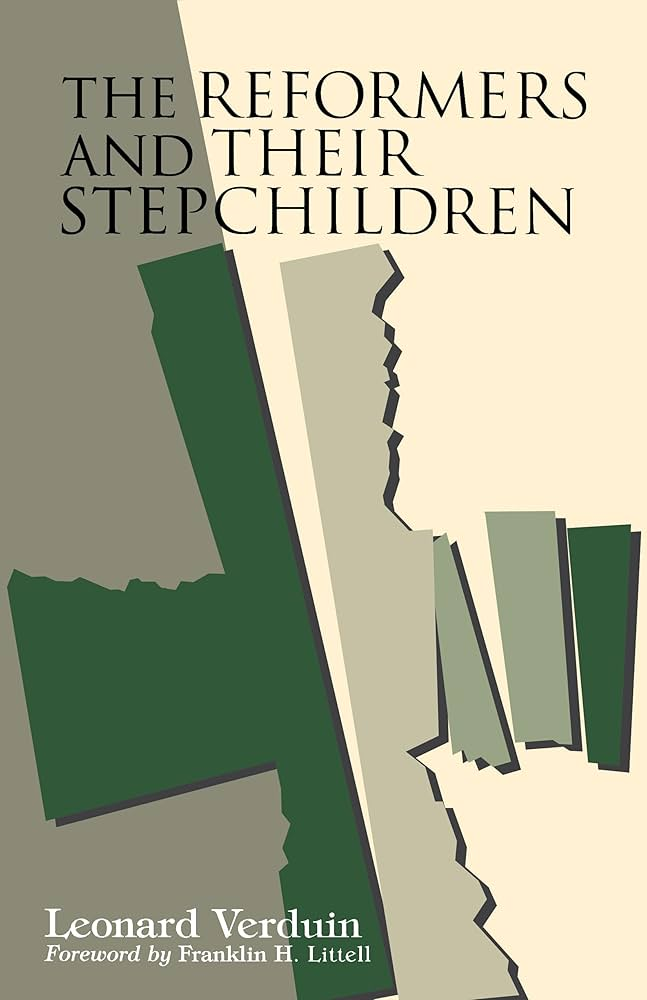 THE REFORMERS
AND THEIR
STEPCHILDREN
Leonard Verduin
Foreword by Franklin H. Littell